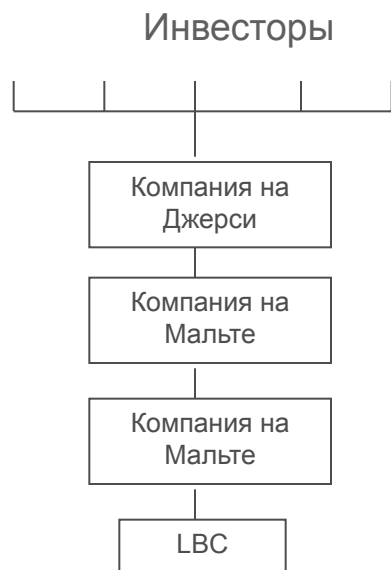 Инвесторы
Компания на
Джерси
Компания на
Мальте
Компания на
Мальте
LBC